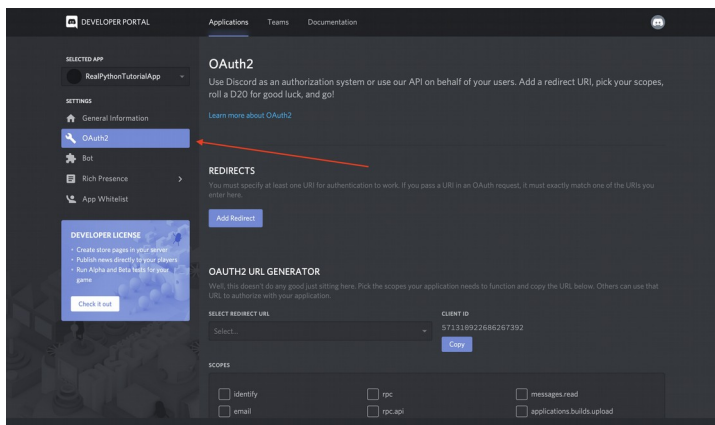 DEVELOPER PORTAL
Applications
Teams
Documentation
SELECTED APP
RealPythonTutorialApp
SETTINGS
General Information
OAuth2
Bot
Rich Presence
App Whitelist
DEVELOPER LICENSE
• Create store pages in your server
• Publish news directly to your players
• Run Alpha and Beta tests for your
game
Check it out
OAuth2
Use Discord as an authorization system or use our API on behalf of your users. Add a redirect URI, pick your scopes,
roll a D20 for good luck, and go!
Learn more about OAuth2
REDIRECTS
You must specify at least one URI for authentication to work. If you pass a URI in an OAuth request, it must exactly match one of the URIs you
enter here.
Add Redirect
OAUTH2 URL GENERATOR
Well, this doesn't do any good just sitting here. Pick the scopes your application needs to function and copy the URL below. Others can use that
URL to authorize with your application.
SELECT REDIRECT URL
Select...
CLIENT ID
571318922686267392
Copy
SCOPES
identify
rpc
messages.read
email
rpc.api
applications.builds.upload